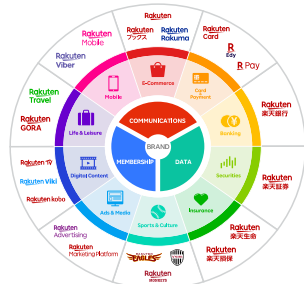 Rakuten
Mobile
Rakuten
ブックス
Rakuten
Rakuma
Rakuten
Card
R
Edy
R Pay
Rakuten
Viber
Rakuten
Travel
Rakuten
GORA
Rakuten TV
Rakuten Viki
Rakuten kobo
Rakuten
Advertising
Rakuten
Marketing Platform
EAGLES
Rakuten
MONKEYS
Rakuten
楽天生命
Rakuten
楽天損保
Rakuten
楽天証券
Rakuten
楽天銀行
E-Commerce
Card
Payment
Banking
Securities
Insurance
Sports & Culture
Ads & Media
Digital Content
Life & Leisure
Mobile
COMMUNICATIONS
BRAND
MEMBERSHIP
DATA